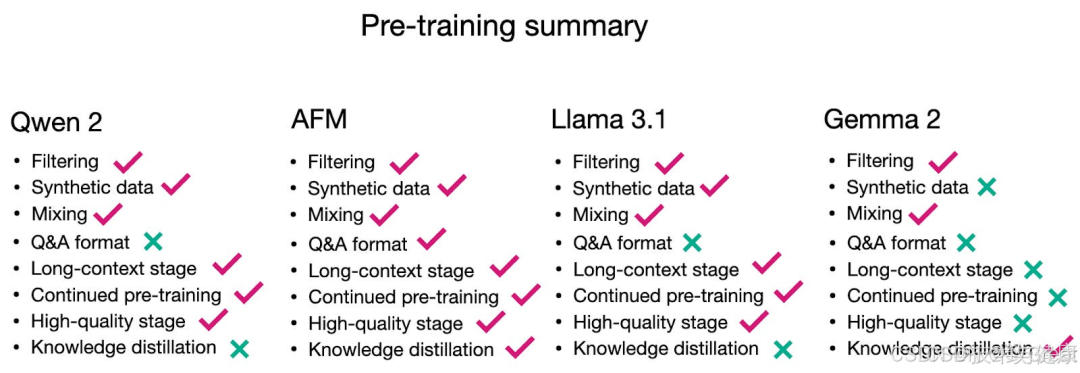 Pre-training summary
Qwen 2
• Filtering ✓
• Synthetic data ✓
• Mixing ✓
• Q&A format ✕
• Long-context stage ✓
• Continued pre-training ✓
• High-quality stage ✓
• Knowledge distillation ✕
AFM
• Filtering ✓
• Synthetic data ✓
• Mixing ✓
• Q&A format ✓
• Long-context stage ✓
• Continued pre-training ✓
• High-quality stage ✓
• Knowledge distillation ✓
Llama 3.1
• Filtering ✓
• Synthetic data ✓
• Mixing ✓
• Q&A format ✕
• Long-context stage ✓
• Continued pre-training ✓
• High-quality stage ✓
• Knowledge distillation ✕
Gemma 2
• Filtering ✓
• Synthetic data ✕
• Mixing ✓
• Q&A format ✕
• Long-context stage ✕
• Continued pre-training ✕
• High-quality stage ✕
• Knowledge distillation ✓